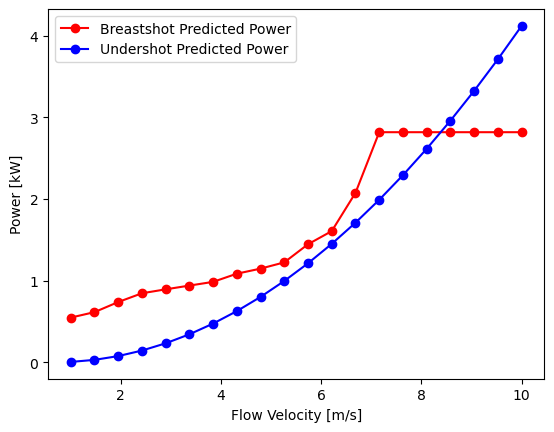 Breastshot Predicted Power
Undershot Predicted Power
4
3
2
1
0
Power [kW]
2 4 6 8 10
Flow Velocity [m/s]